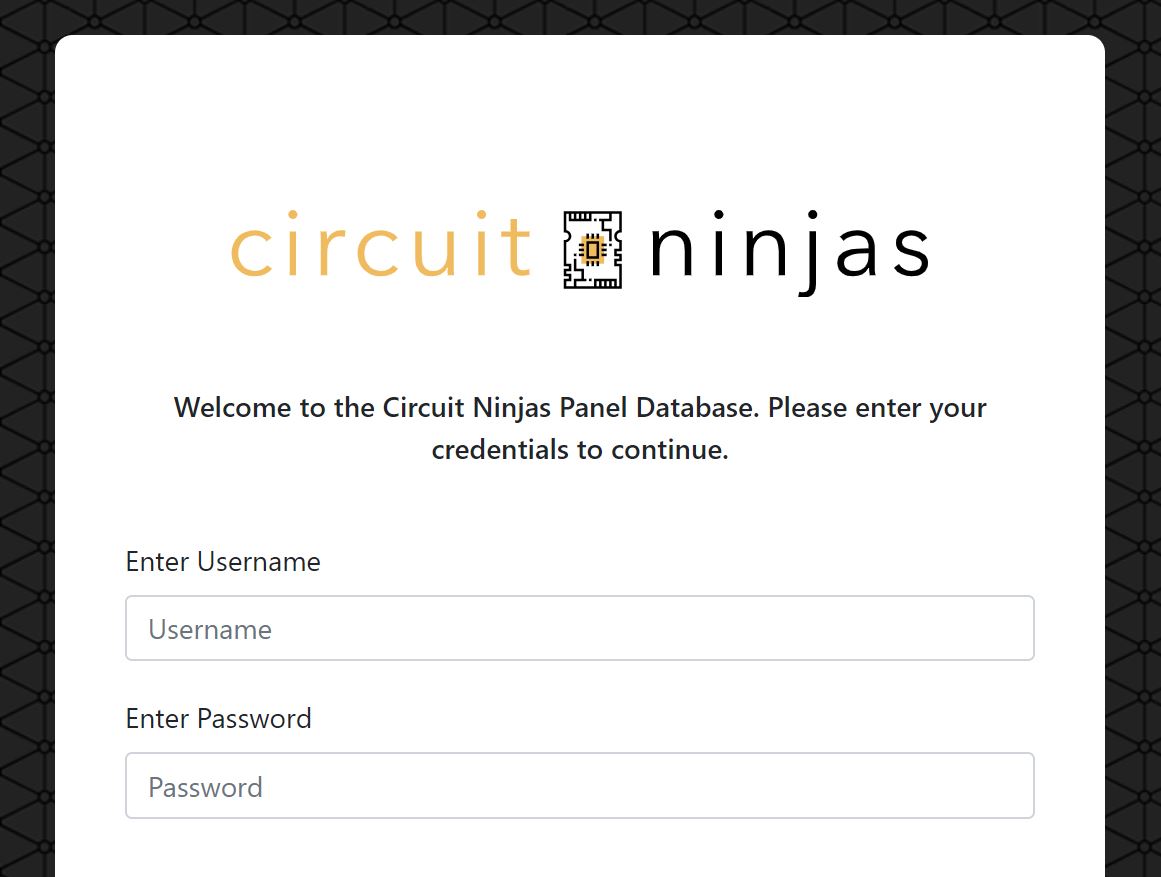 circuit ninjas
Welcome to the Circuit Ninjas Panel Database. Please enter your
credentials to continue.
Enter Username
Username
Enter Password
Password